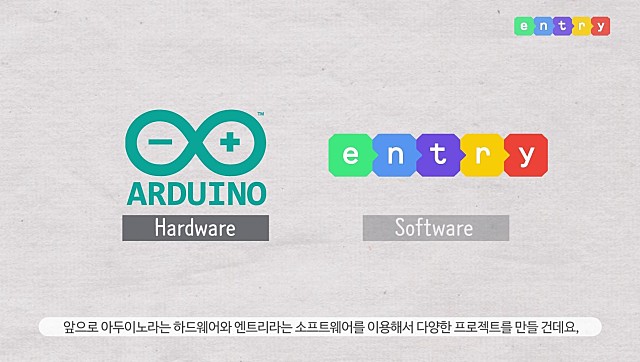 entry
ARDUINO™
entry
Hardware
Software
앞으로 아두이노라는 하드웨어와 엔트리라는 소프트웨어를 이용해서 다양한 프로젝트를 만들 건데요,